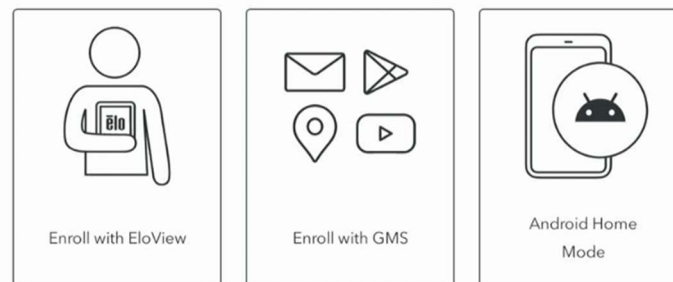 ēlo
Enroll with EloView
Enroll with GMS
Android Home
Mode